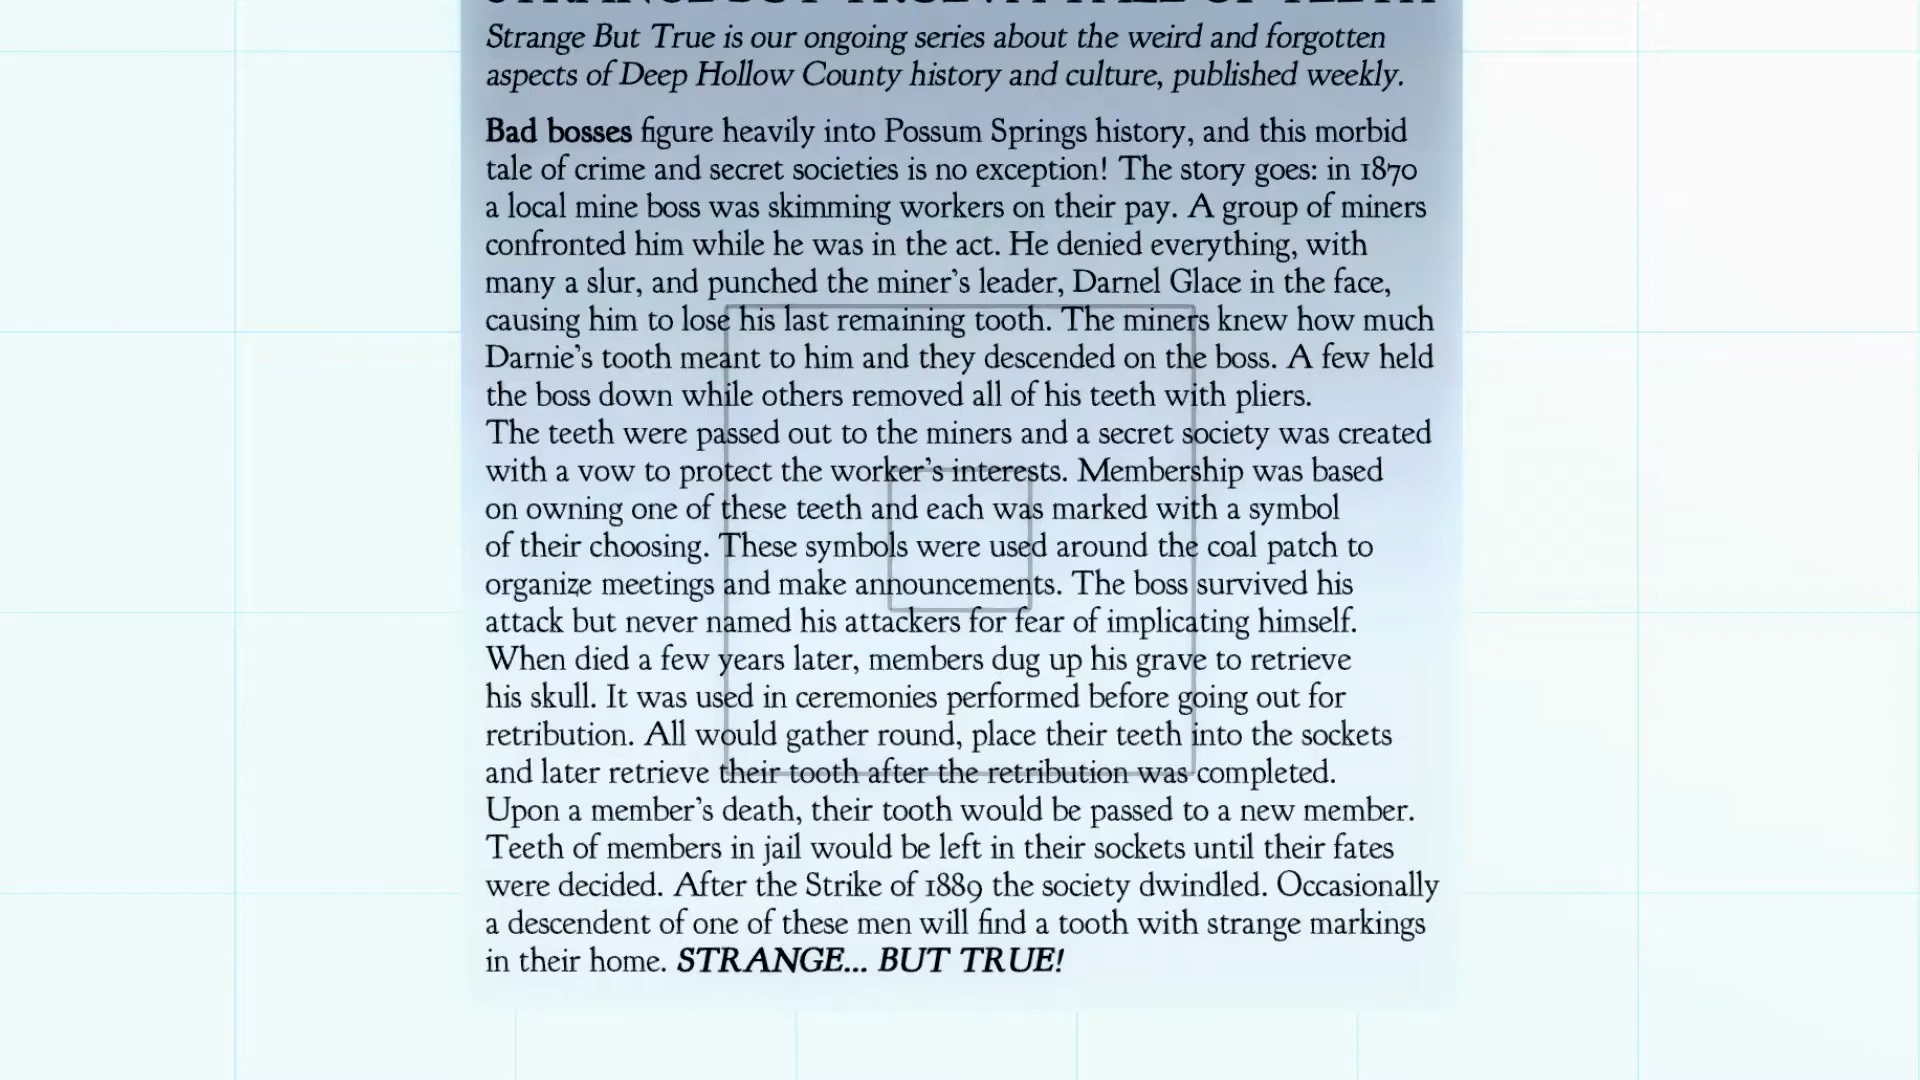 STRANGE BUT TRUE: A TALE OF TEETH
Strange But True is our ongoing series about the weird and forgotten
aspects of Deep Hollow County history and culture, published weekly.
Bad bosses figure heavily into Possum Springs history, and this morbid
tale of crime and secret societies is no exception! The story goes: in 1870
a local mine boss was skimming workers on their pay. A group of miners
confronted him while he was in the act. He denied everything, with
many a slur, and punched the miner's leader, Darnel Glace in the face,
causing him to lose his last remaining tooth. The miners knew how much
Darnie's tooth meant to him and they descended on the boss. A few held
the boss down while others removed all of his teeth with pliers.
The teeth were passed out to the miners and a secret society was created
with a vow to protect the worker's interests. Membership was based
on owning one of these teeth and each was marked with a symbol
of their choosing. These symbols were used around the coal patch to
organize meetings and make announcements. The boss survived his
attack but never named his attackers for fear of implicating himself.
When died a few years later, members dug up his grave to retrieve
his skull. It was used in ceremonies performed before going out for
retribution. All would gather round, place their teeth into the sockets
and later retrieve their tooth after the retribution was completed.
Upon a member's death, their tooth would be passed to a new member.
Teeth of members in jail would be left in their sockets until their fates
were decided. After the Strike of 1889 the society dwindled. Occasionally
a descendent of one of these men will find a tooth with strange markings
in their home. STRANGE... BUT TRUE!